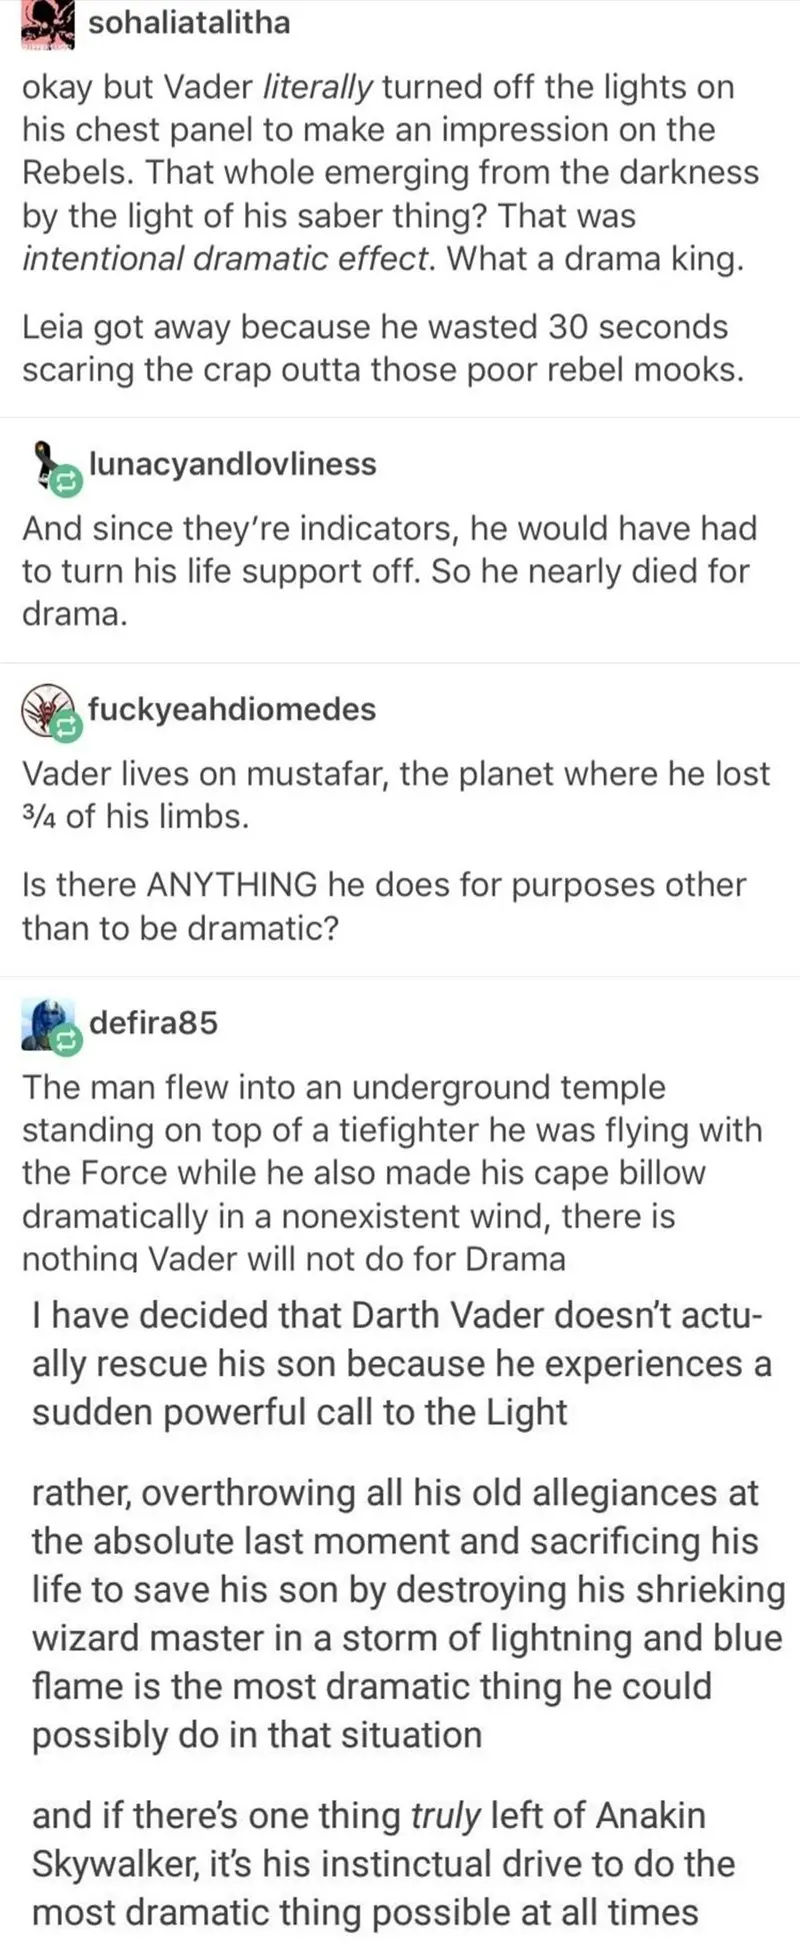 sohaliatalitha
okay but Vader literally turned off the lights on
his chest panel to make an impression on the
Rebels. That whole emerging from the darkness
by the light of his saber thing? That was
intentional dramatic effect. What a drama king.
Leia got away because he wasted 30 seconds
scaring the crap outta those poor rebel mooks.
lunacyandlovliness
And since they're indicators, he would have had
to turn his life support off. So he nearly died for
drama.
fuckyeahdiomedes
Vader lives on mustafar, the planet where he lost
¾ of his limbs.
Is there ANYTHING he does for purposes other
than to be dramatic?
defira85
The man flew into an underground temple
standing on top of a tiefighter he was flying with
the Force while he also made his cape billow
dramatically in a nonexistent wind, there is
nothing Vader will not do for Drama
I have decided that Darth Vader doesn't actu-
ally rescue his son because he experiences a
sudden powerful call to the Light
rather, overthrowing all his old allegiances at
the absolute last moment and sacrificing his
life to save his son by destroying his shrieking
wizard master in a storm of lightning and blue
flame is the most dramatic thing he could
possibly do in that situation
and if there's one thing truly left of Anakin
Skywalker, it's his instinctual drive to do the
most dramatic thing possible at all times